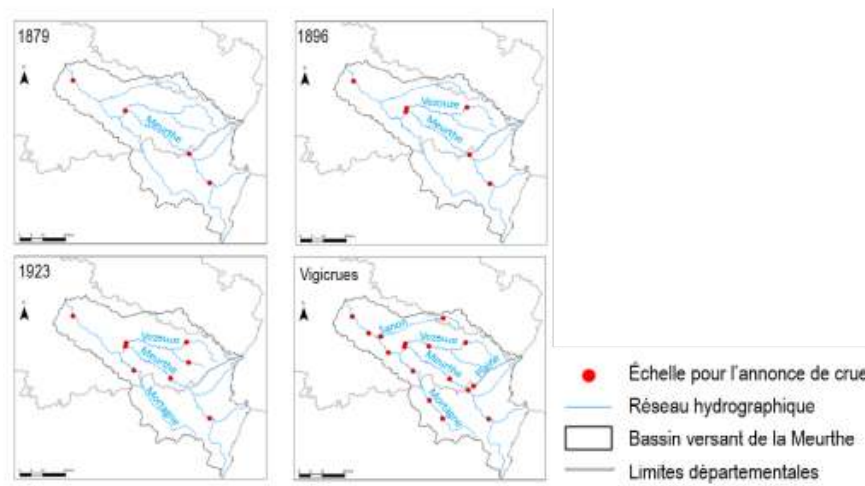 1879
Meurthe
1896
Vezouze
Meurthe
1923
Vezouze
Meurthe
Mortagne
Vigicrues
Sanon
Vezouze
Meurthe
Plaine
Mortagne
Échelle pour l'annonce de crue
Réseau hydrographique
Bassin versant de la Meurthe
Limites départementales